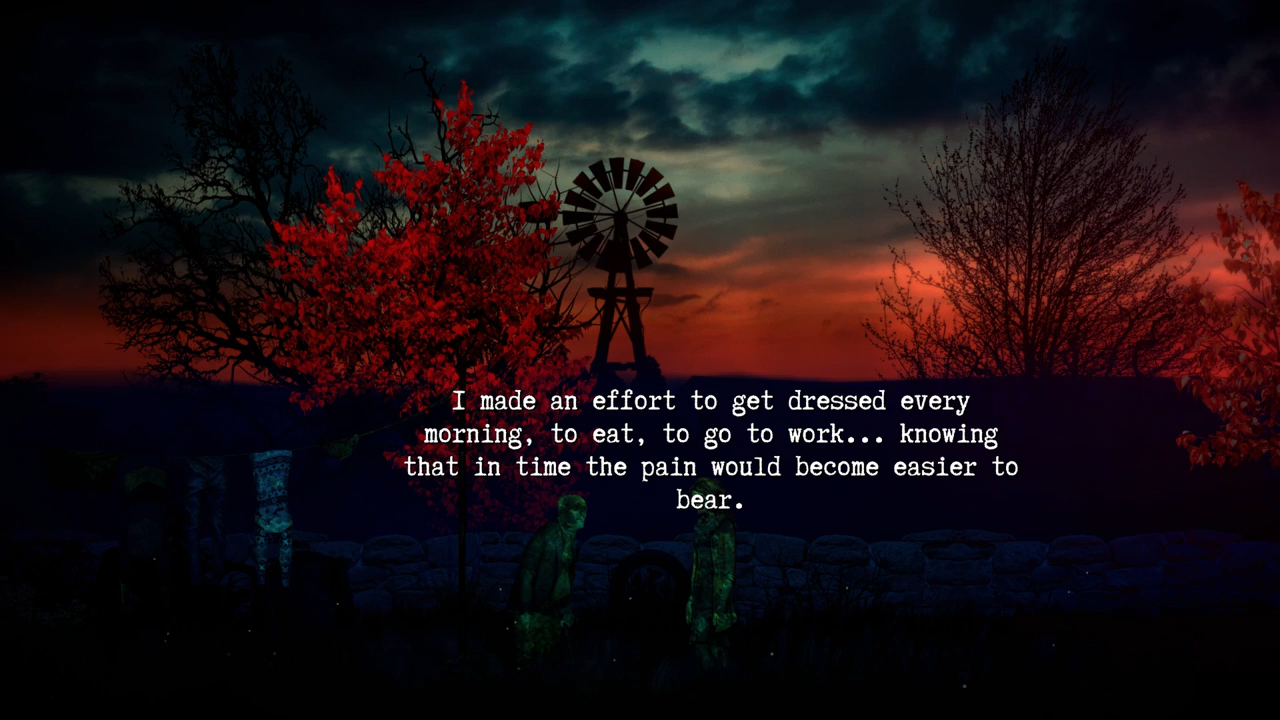 I made an effort to get dressed every
morning, to eat, to go to work... knowing
that in time the pain would become easier to
bear.